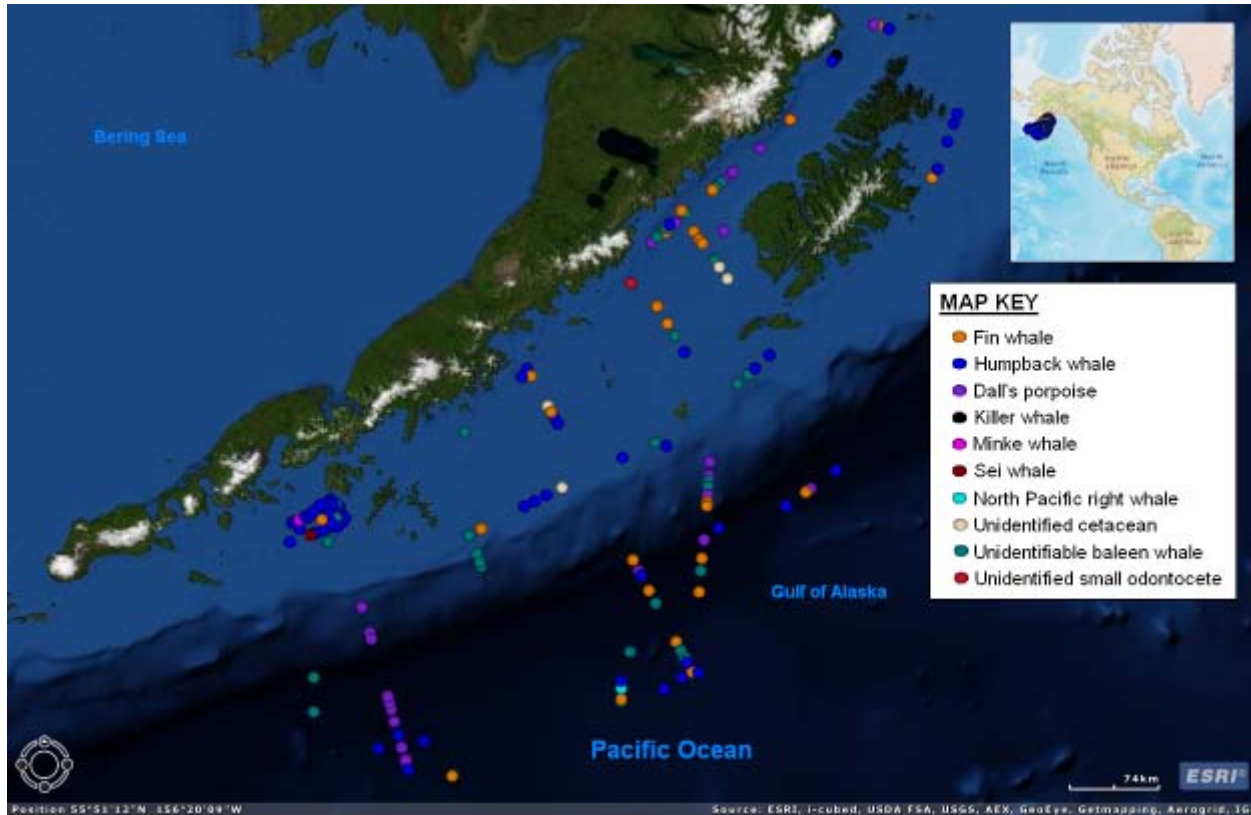 Bering Sea
MAP KEY
Fin whale
Humpback whale
Dall's porpoise
Killer whale
Minke whale
Sei whale
North Pacific right whale
Unidentified cetacean
Unidentifiable baleen whale
Unidentified small odontocete
Gulf of Alaska
Pacific Ocean
74km
ESRI
Position 55°51'12"N 156°20'09"W
Source: ESRI, i-cubed, USDA FSA, USGS, AEX, GeoEye, Getmapping, Aerogrid, IG